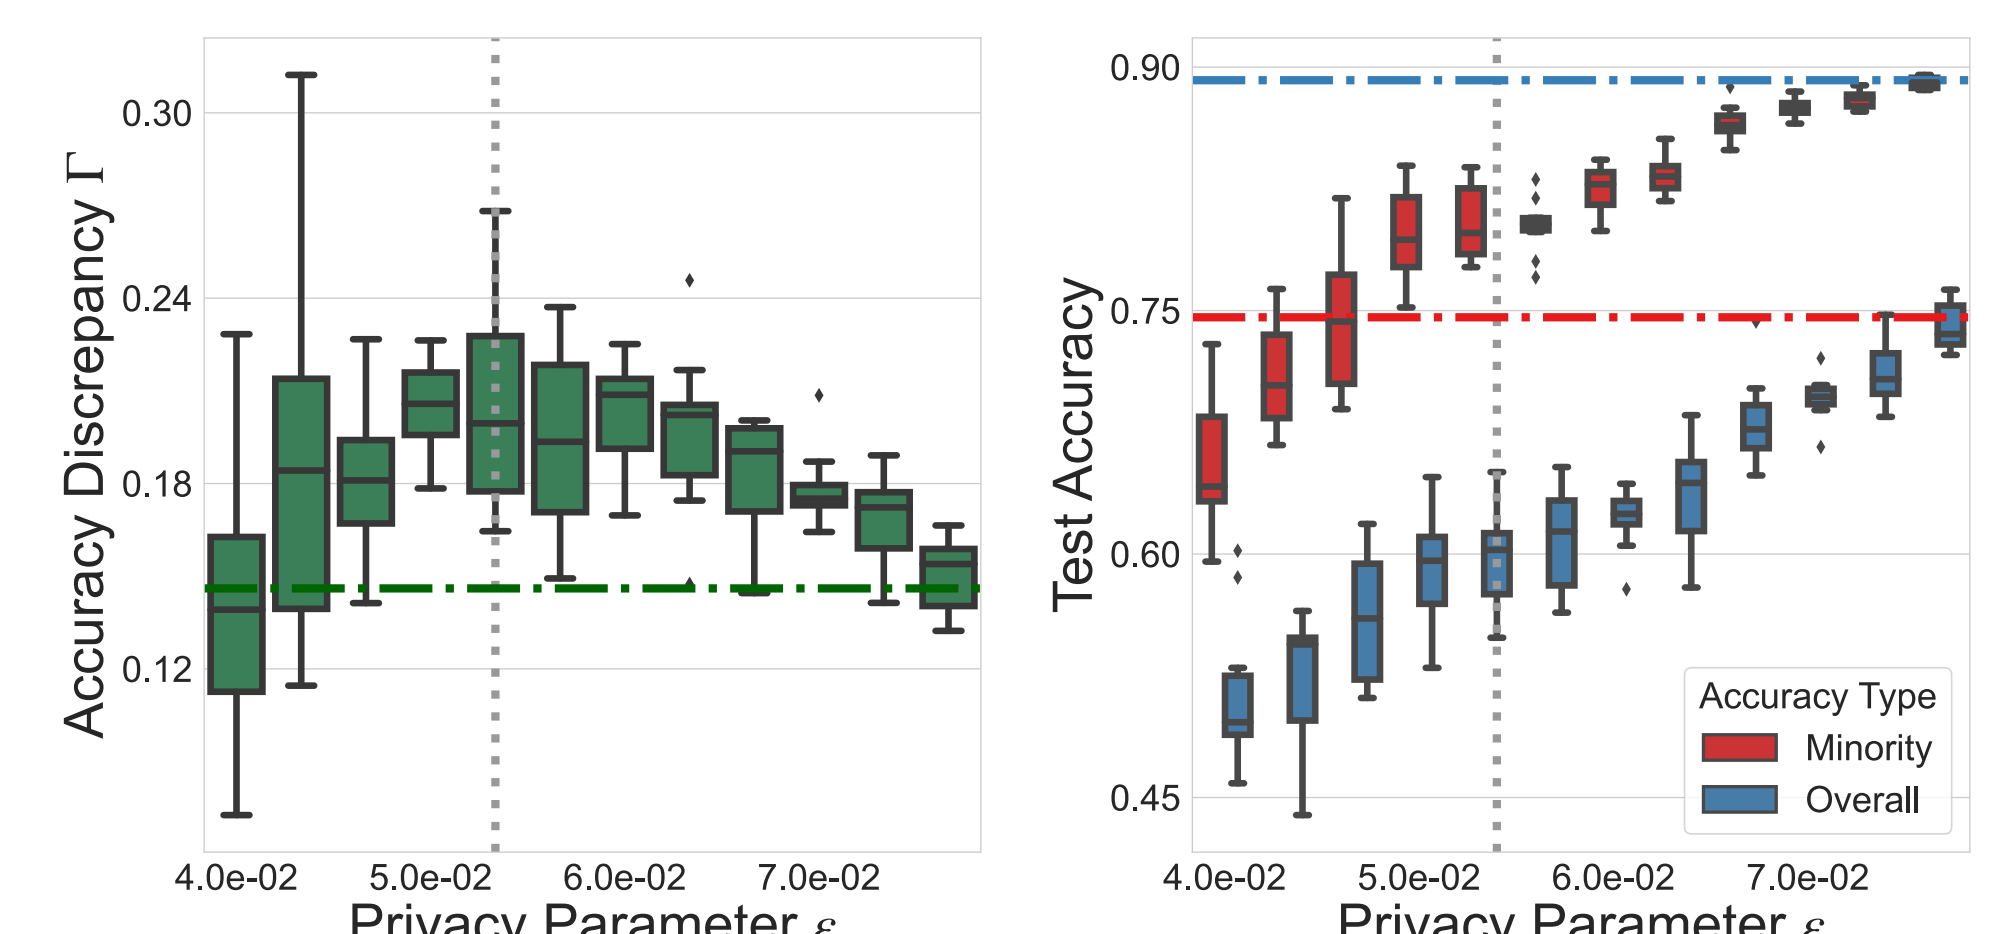 Accuracy Discrepancy Γ
0.30
0.24
0.18
0.12
4.0e-02 5.0e-02 6.0e-02 7.0e-02
Privacy Parameter ε
Test Accuracy
0.90
0.75
0.60
0.45
Accuracy Type
Minority
Overall
4.0e-02 5.0e-02 6.0e-02 7.0e-02
Privacy Parameter ε